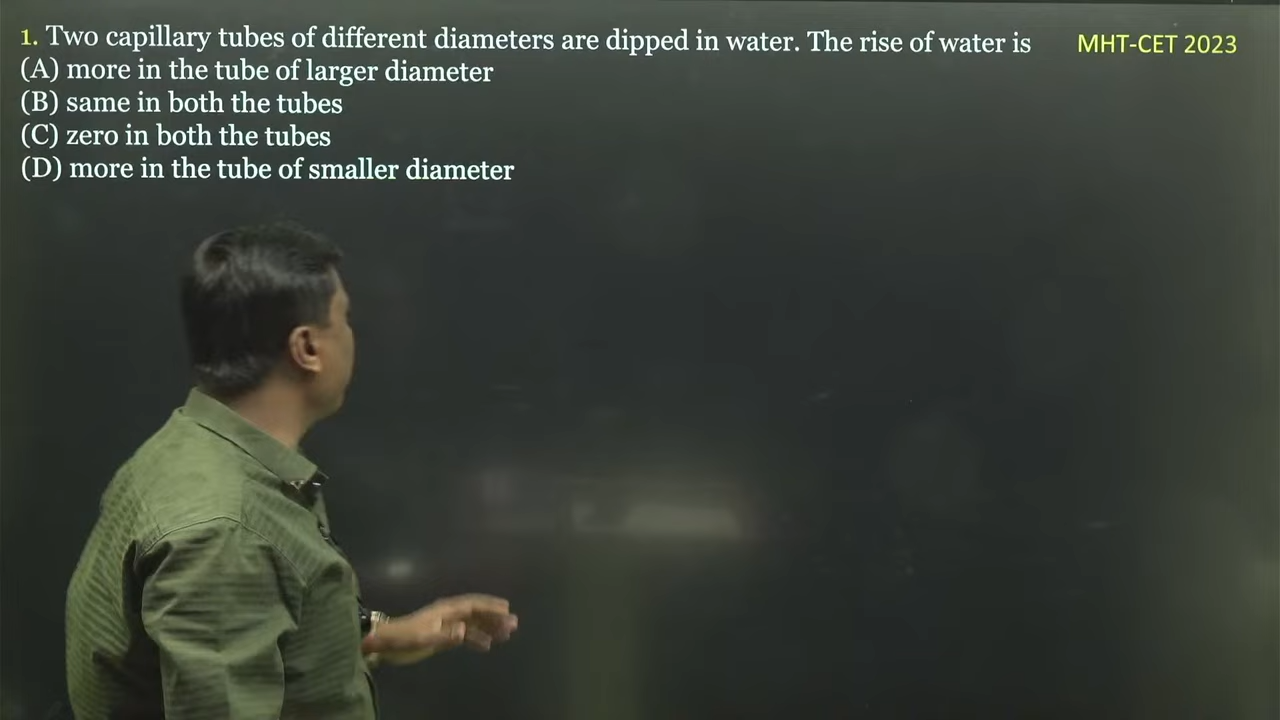 1. Two capillary tubes of different diameters are dipped in water. The rise of water is MHT-CET 2023
(A) more in the tube of larger diameter
(B) same in both the tubes
(C) zero in both the tubes
(D) more in the tube of smaller diameter